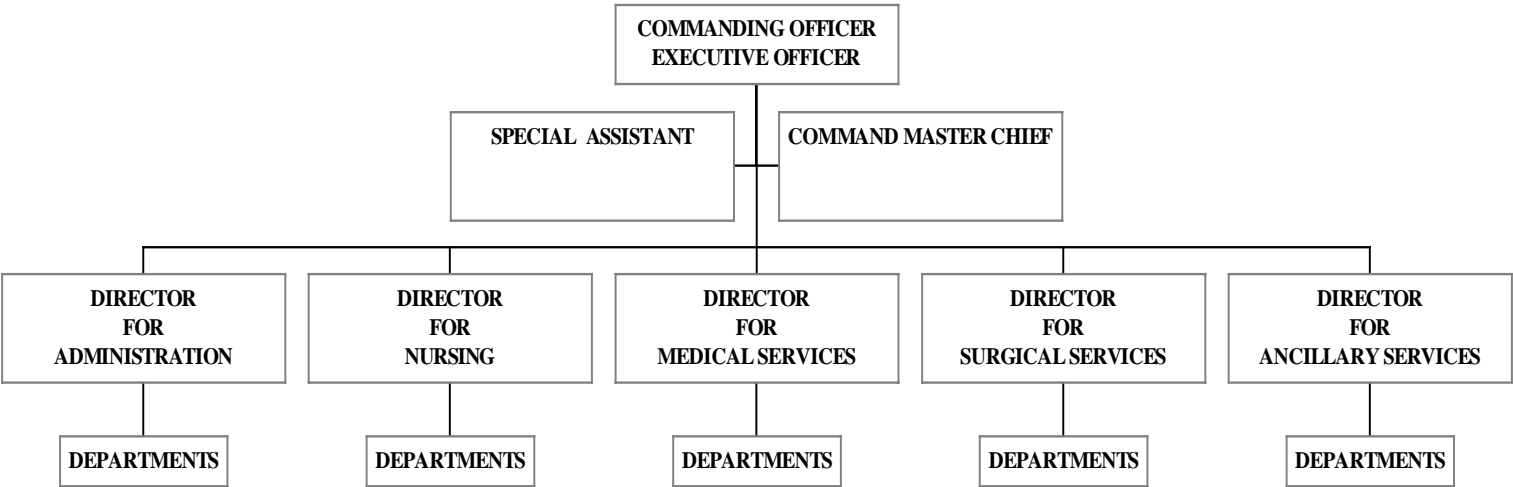 COMMANDING OFFICER
EXECUTIVE OFFICER
SPECIAL ASSISTANT
COMMAND MASTER CHIEF
DIRECTOR
FOR
ADMINISTRATION
DIRECTOR
FOR
NURSING
DIRECTOR
FOR
MEDICAL SERVICES
DIRECTOR
FOR
SURGICAL SERVICES
DIRECTOR
FOR
ANCILLARY SERVICES
DEPARTMENTS
DEPARTMENTS
DEPARTMENTS
DEPARTMENTS
DEPARTMENTS